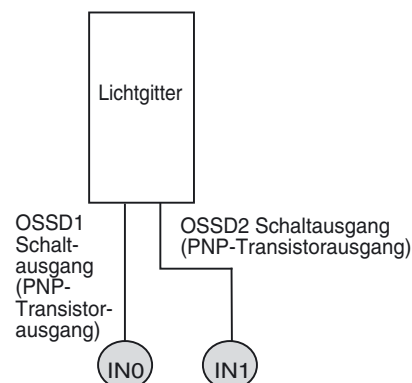 Lichtgitter
OSSD1
Schalt-
ausgang
(PNP-
Transistor-
ausgang)
OSSD2 Schaltausgang
(PNP-Transistorausgang)
IN0
IN1